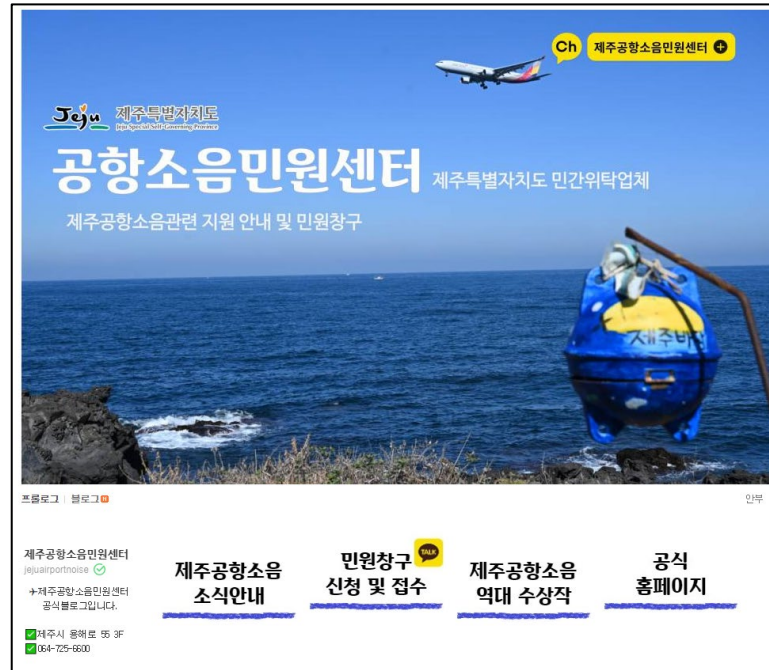 Ch 제주공항소음민원센터
Jeju 제주특별자치도
Jeju Special Self-Governing Province
공항소음민원센터 제주특별자치도 민간위탁업체
제주공항소음관련 지원 안내 및 민원창구
프롤로그 | 블로그 N
안부
제주공항소음민원센터
jejuairportnoise
✈제주공항소음민원센터
공식블로그입니다.
✅제주시 용해로 55 3F
✅064-725-6600
제주공항소음
소식안내
민원창구 TALK
신청 및 접수
제주공항소음
역대 수상작
공식
홈페이지